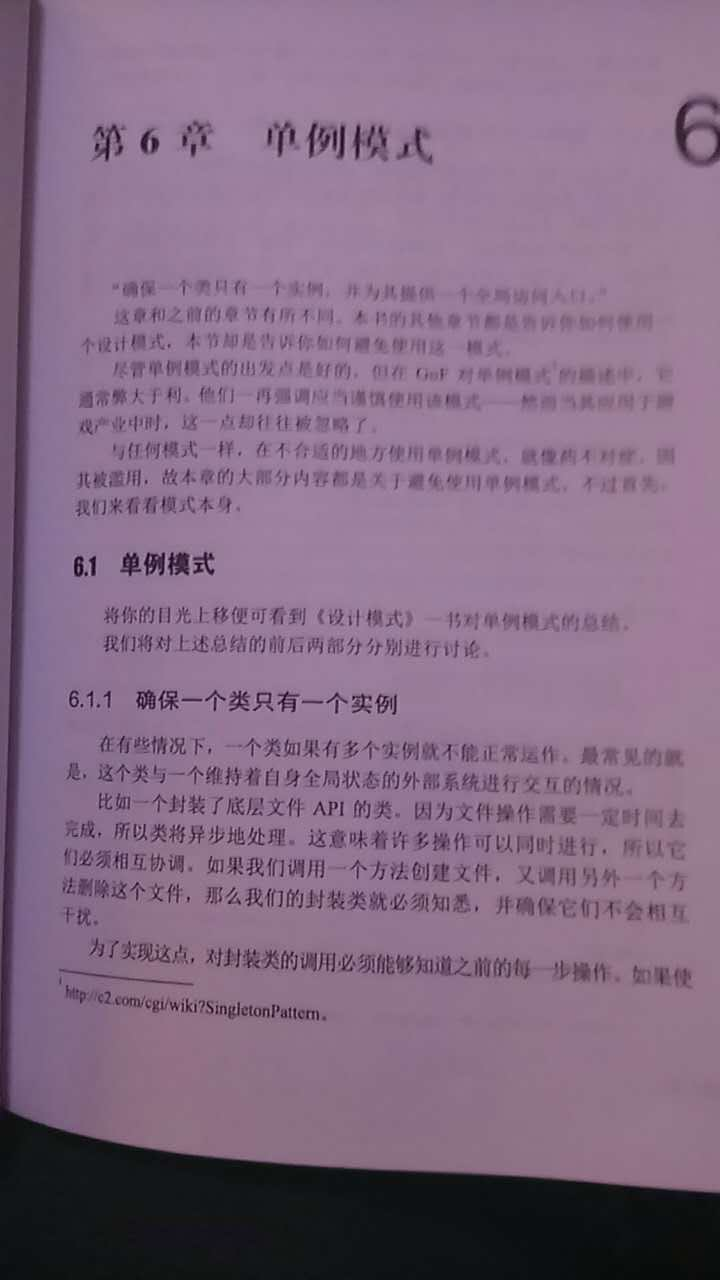 第 6 章　单例模式
6
“确保一个类只有一个实例，并为其提供一个全局访问入口。”
这章和之前的章节有所不同。本书的其他章节都是告诉你如何使用一
个设计模式，本节却是告诉你如何避免使用这一模式。
尽管单例模式的出发点是好的，但在 GoF 对单例模式¹的描述中，它
通常弊大于利。他们一再强调应当谨慎使用该模式——然而当其应用于游
戏产业中时，这一点却往往被忽略了。
与任何模式一样，在不合适的地方使用单例模式，就像药不对症。因
其被滥用，故本章的大部分内容都是关于避免使用单例模式。不过首先，
我们来看看模式本身。
6.1 单例模式
将你的目光上移便可看到《设计模式》一书对单例模式的总结。
我们将对上述总结的前后两部分分别进行讨论。
6.1.1 确保一个类只有一个实例
在有些情况下，一个类如果有多个实例就不能正常运作。最常见的就
是，这个类与一个维持着自身全局状态的外部系统进行交互的情况。
比如一个封装了底层文件 API 的类。因为文件操作需要一定时间去
完成，所以类将异步地处理。这意味着许多操作可以同时进行，所以它
们必须相互协调。如果我们调用一个方法创建文件，又调用另外一个方
法删除这个文件，那么我们的封装类就必须知悉，并确保它们不会相互
干扰。
为了实现这点，对封装类的调用必须能够知道之前的每一步操作。如果使
¹ http://c2.com/cgi/wiki?SingletonPattern。